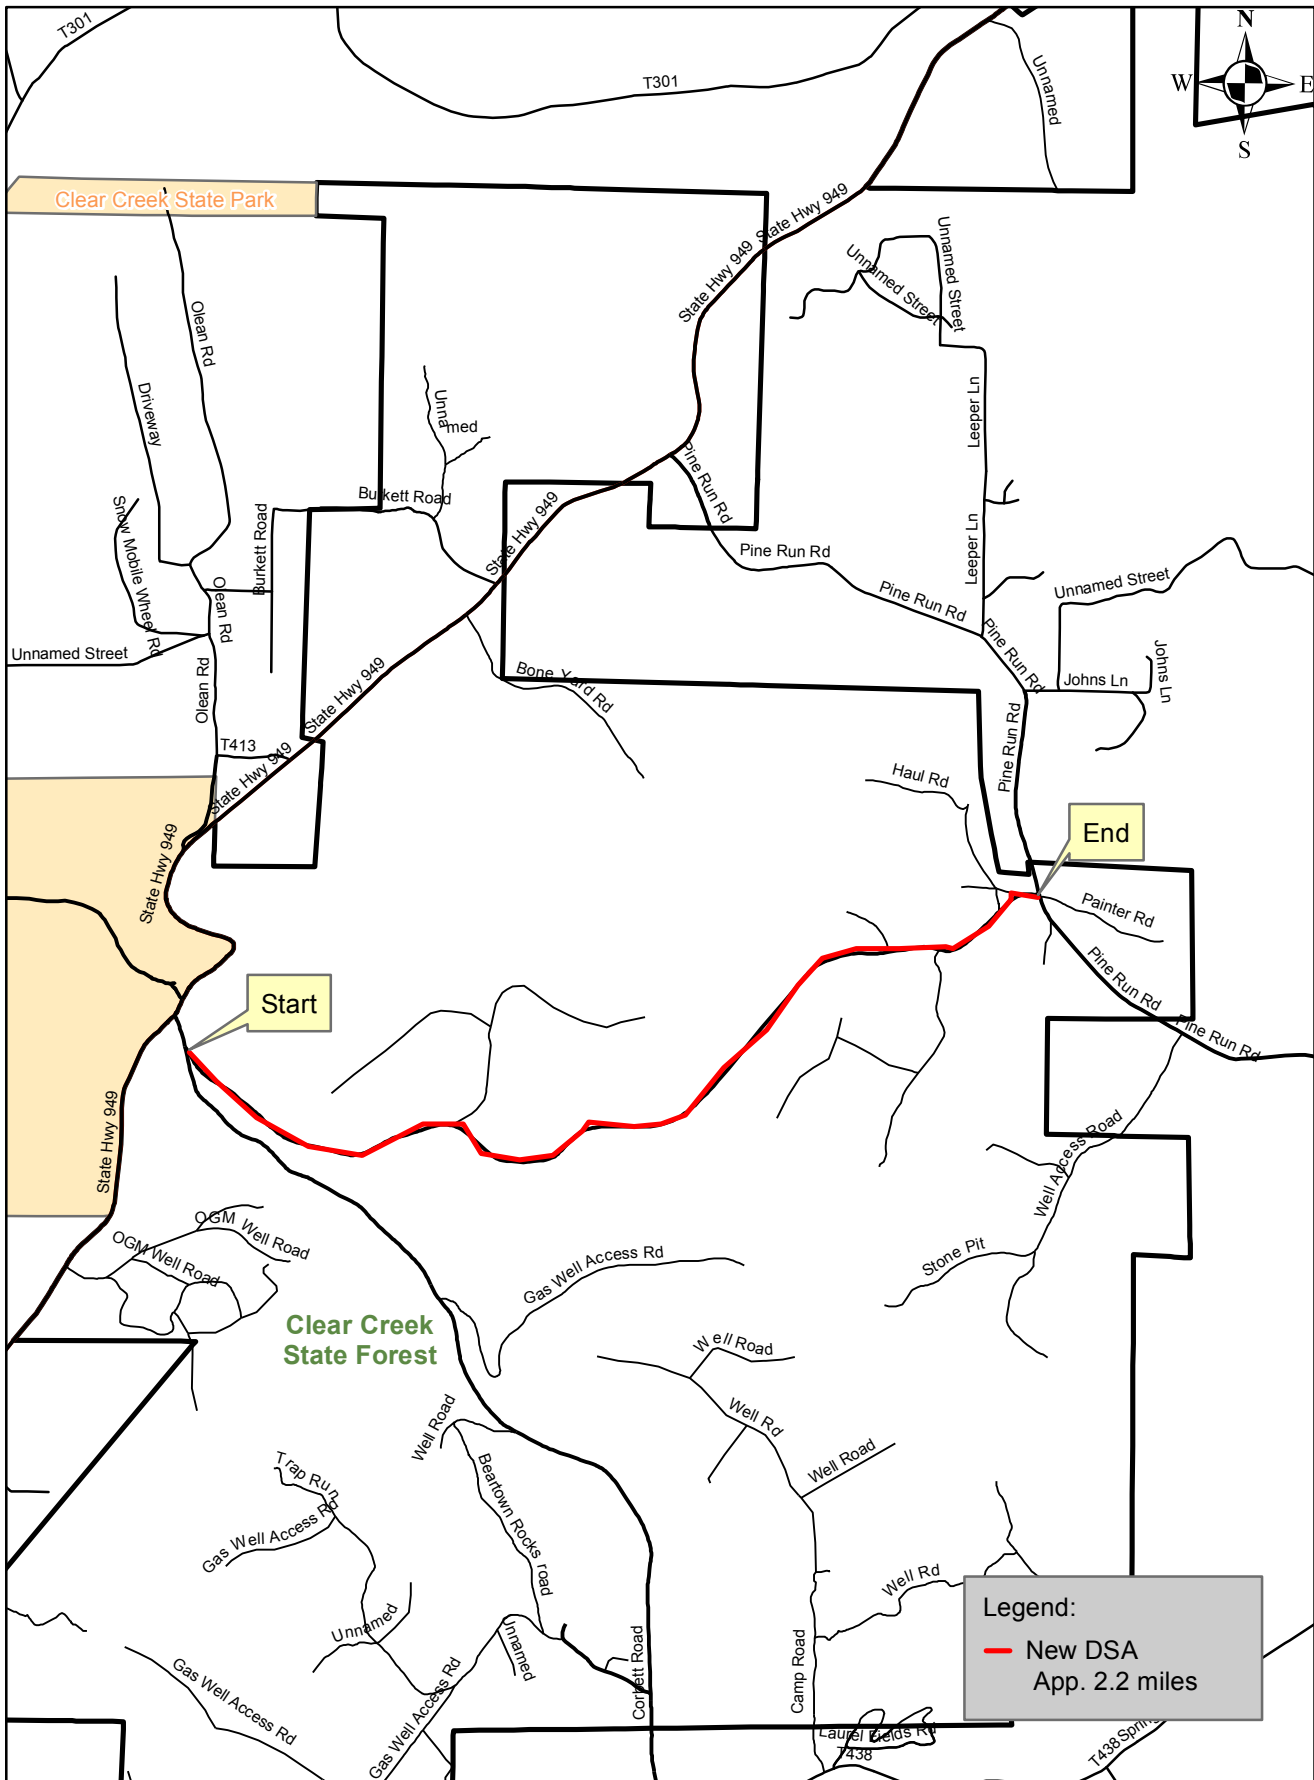 T301
N
W
E
S
T301
Unnamed
Clear Creek State Park
State Hwy 949
State Hwy 949
Unnamed Street
Unnamed Street
Olean Rd
Driveway
Unna
med
Leeper Ln
Pine Run Rd
Burkett Road
Burkett Road
Snow Mobile Wheel Rd
State Hwy 949
Pine Run Rd
Leeper Ln
Pine Run Rd
Unnamed Street
Olean Rd
Unnamed Street
Olean Rd
Bone Yard Rd
Pine Run Rd
Johns Ln
Johns Ln
State Hwy 949
T413
State Hwy 949
Pine Run Rd
Haul Rd
State Hwy 949
End
Painter Rd
Pine Run Rd
Start
Pine Run Rd
State Hwy 949
Well Access Road
OGM Well Road
OGM Well Road
Gas Well Access Rd
Stone Pit
Clear Creek
State Forest
Well Road
Well Rd
Well Road
Well Road
Trap Run
Beartown Rocks road
Gas Well Access Rd
Well Rd
Unnamed
Unnamed
Gas Well Access Rd
Gas Well Access Rd
Corbett Road
Camp Road
Legend:
New DSA
App. 2.2 miles
Laurel Fields Rd
T438
T438 Spring